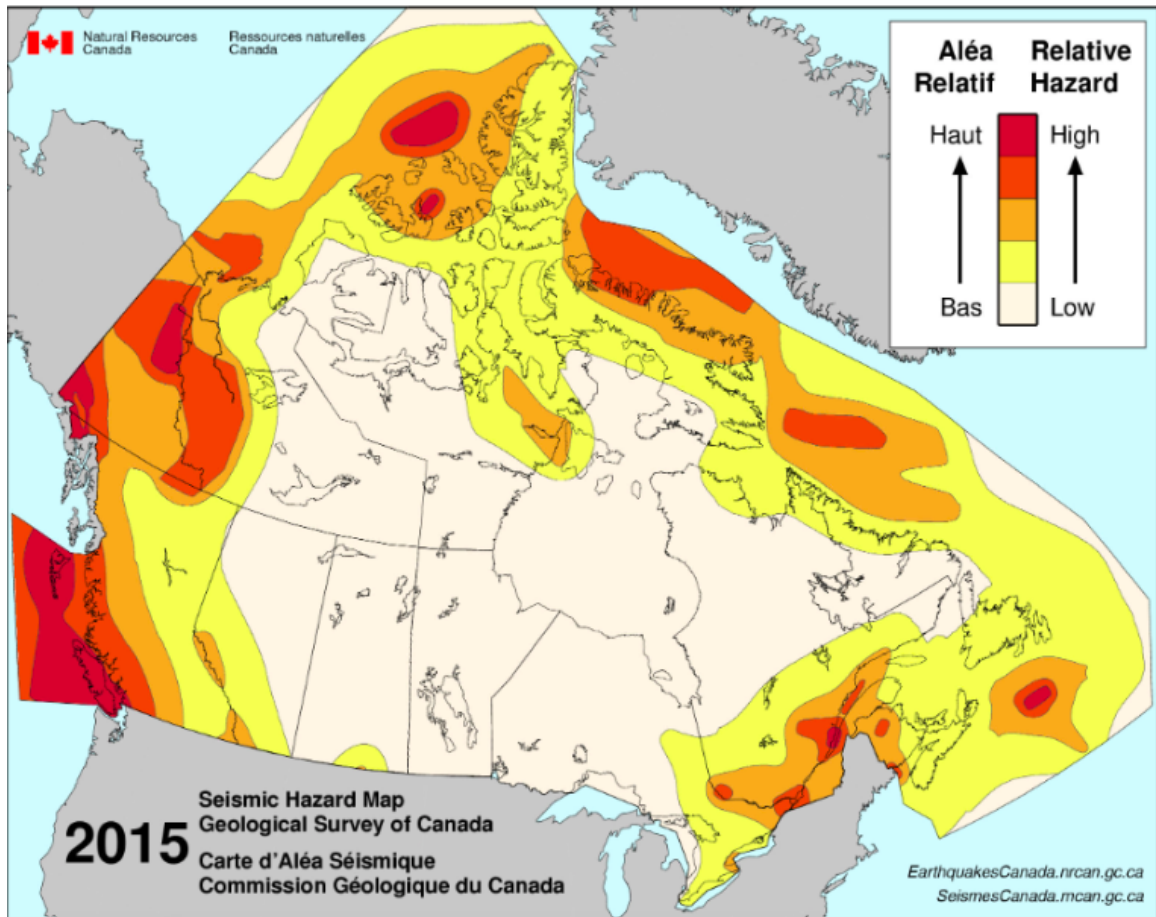 Natural Resources
Canada
Ressources naturelles
Canada
Aléa
Relatif
Relative
Hazard
Haut
High
Bas
Low
2015
Seismic Hazard Map
Geological Survey of Canada
Carte d'Aléa Séismique
Commission Géologique du Canada
EarthquakesCanada.nrcan.gc.ca
SeismesCanada.rncan.gc.ca